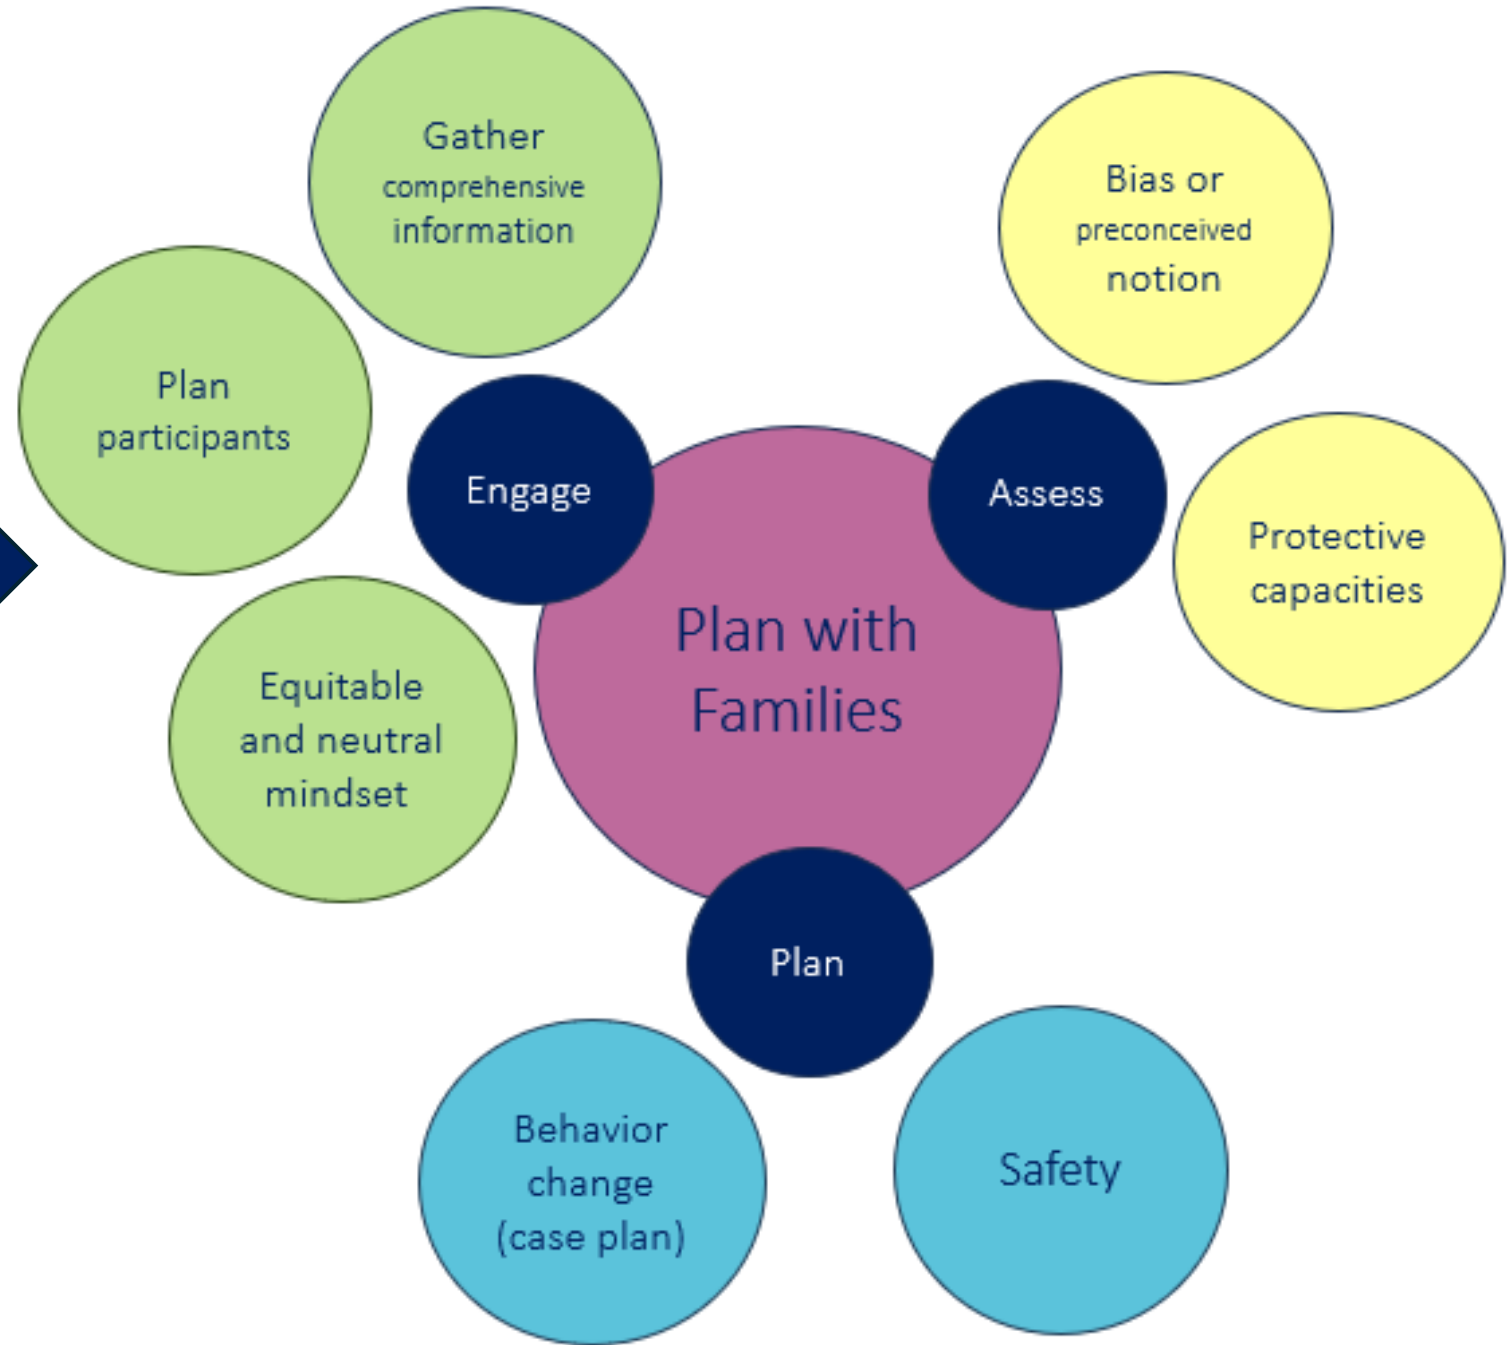 Gather
comprehensive
information
Bias or
preconceived
notion
Plan
participants
Engage
Assess
Protective
capacities
Plan with
Families
Equitable
and neutral
mindset
Plan
Behavior
change
(case plan)
Safety